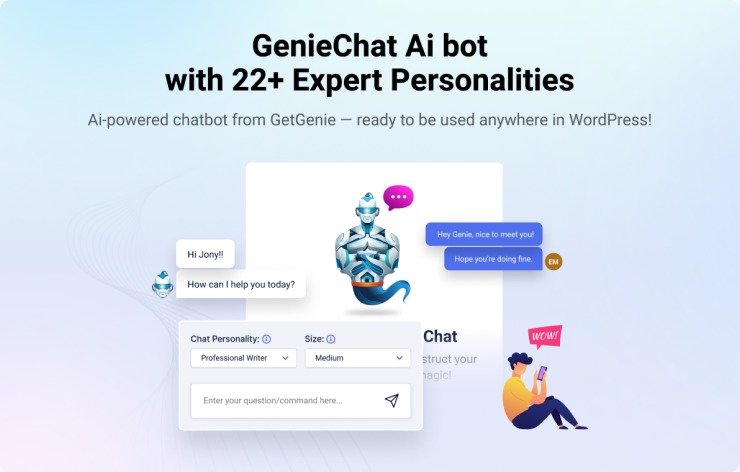 GenieChat Ai bot
with 22+ Expert Personalities
Ai-powered chatbot from GetGenie — ready to be used anywhere in WordPress!
Hey Genie, nice to meet you!
Hope you're doing fine.
EM
Hi Jony!!
How can I help you today?
Chat Personality:
Size:
Professional Writer
Medium
Enter your question/command here...
Chat
struct your
magic!
WOW!